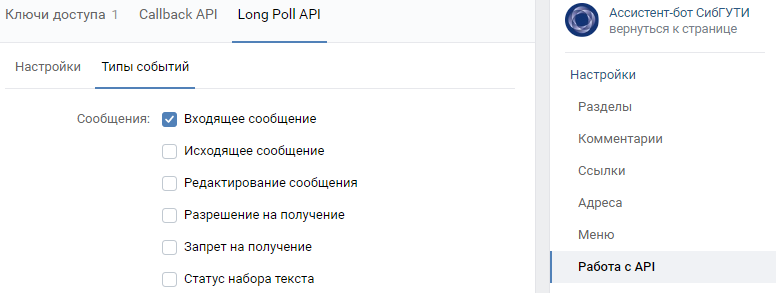 Ключи доступа 1 Callback API Long Poll API
Настройки Типы событий
Сообщения: Входящее сообщение
Исходящее сообщение
Редактирование сообщения
Разрешение на получение
Запрет на получение
Статус набора текста
Ассистент-бот СибГУТИ
вернуться к странице
Настройки
Разделы
Комментарии
Ссылки
Адреса
Меню
Работа с API